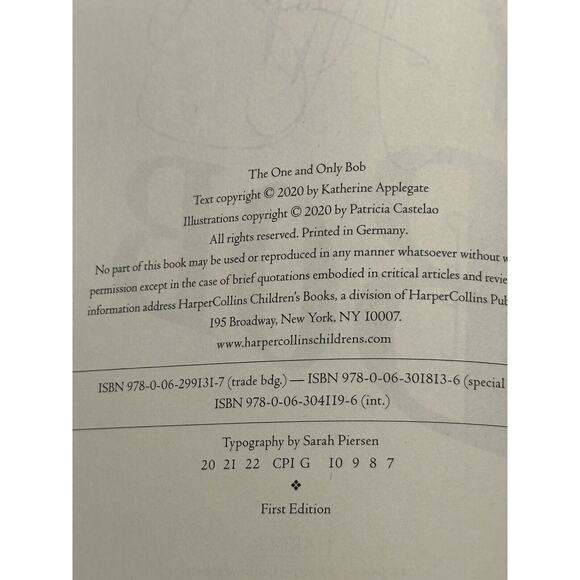 The One and Only Bob
Text copyright © 2020 by Katherine Applegate
Illustrations copyright © 2020 by Patricia Castelao
All rights reserved. Printed in Germany.
No part of this book may be used or reproduced in any manner whatsoever without w
permission except in the case of brief quotations embodied in critical articles and revie
information address HarperCollins Children's Books, a division of HarperCollins Pub
195 Broadway, New York, NY 10007.
www.harpercollinschildrens.com
ISBN 978-0-06-299131-7 (trade bdg.) — ISBN 978-0-06-301813-6 (special
ISBN 978-0-06-304119-6 (int.)
Typography by Sarah Piersen
20 21 22 CPI G 10 9 8 7
❖
First Edition